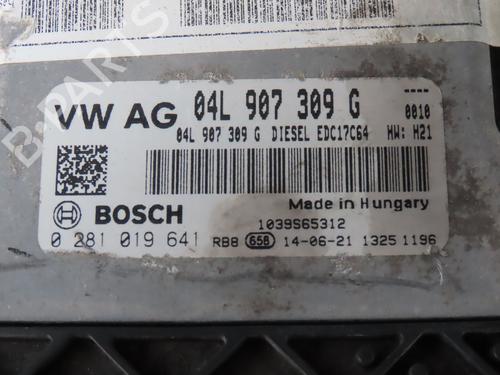 B-PARTS
VW AG 04L 907 309 G 0010
04L 907 309 G DIESEL EDC17C64 HW: H21
Made in Hungary
BOSCH 1039S65312
0 281 019 641 RB8 658 14-06-21 1325 1196